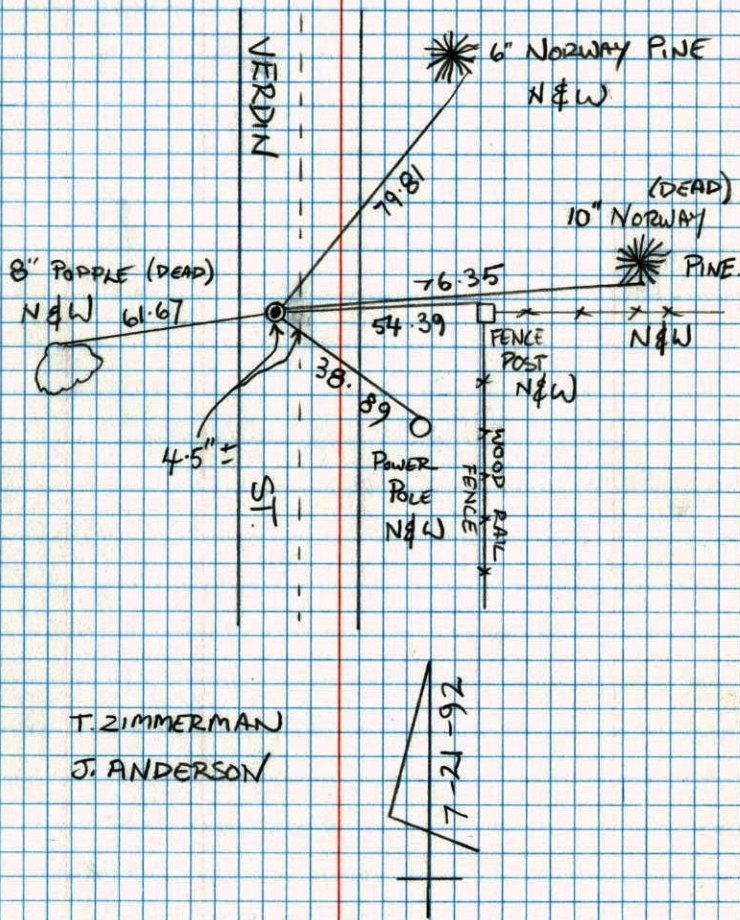 VERDIN
ST.
6" NORWAY PINE
N&W
79.81
(DEAD)
10" NORWAY
PINE.
N&W
76.35
8" POPPLE (DEAD)
N&W
61.67
54.39
FENCE
POST
N&W
38.89
4.5" ±
POWER
POLE
N&W
WOOD RAIL
FENCE
T. ZIMMERMAN
J. ANDERSON
7-21-92